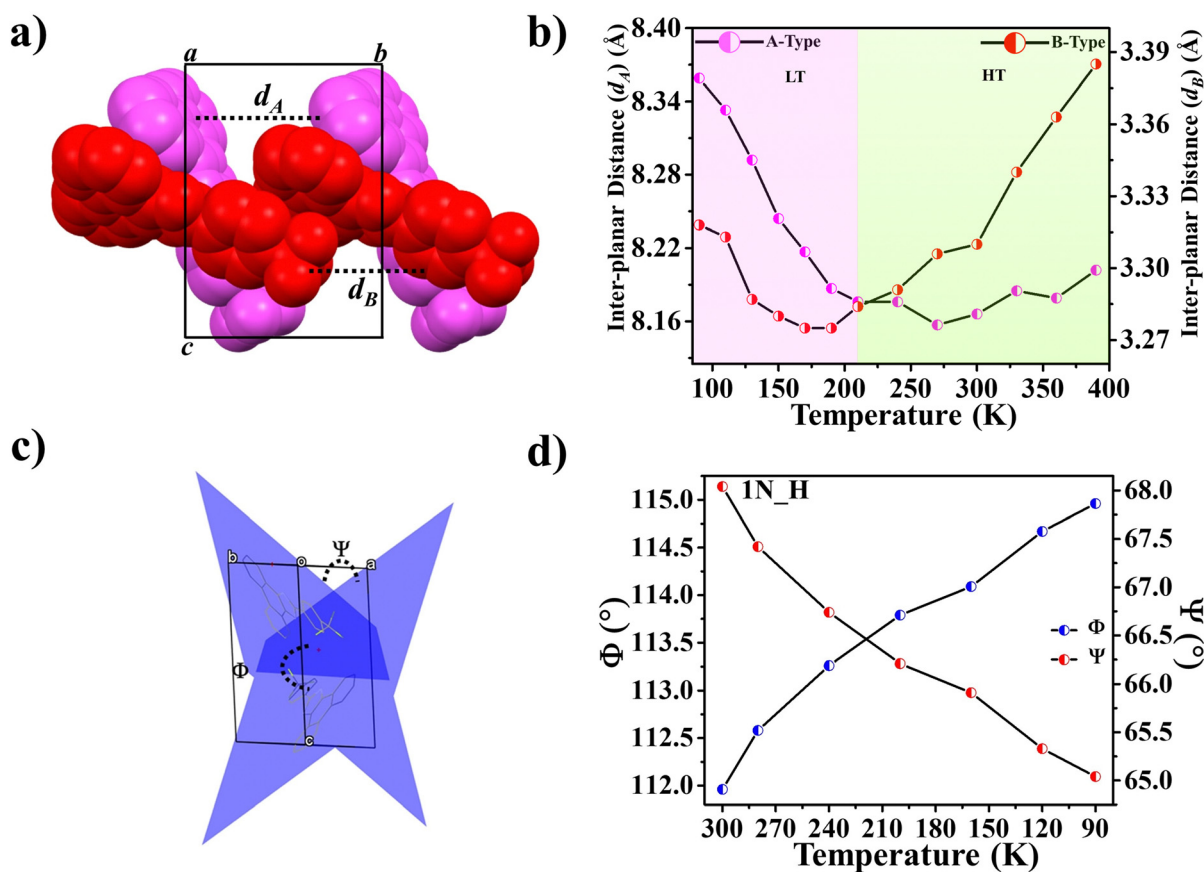 a)
a
b
d_A
d_B
c
b)
A-Type
B-Type
LT
HT
Inter-planar Distance (d_A) (Å)
8.40
8.34
8.28
8.22
8.16
Inter-planar Distance (d_B) (Å)
3.39
3.36
3.33
3.30
3.27
100 150 200 250 300 350 400
Temperature (K)
c)
Ψ
b
o
a
Φ
c
d)
1N_H
Φ (°)
115.0
114.5
114.0
113.5
113.0
112.5
112.0
Φ
Ψ
Ψ (°)
68.0
67.5
67.0
66.5
66.0
65.5
65.0
300 270 240 210 180 150 120 90
Temperature (K)